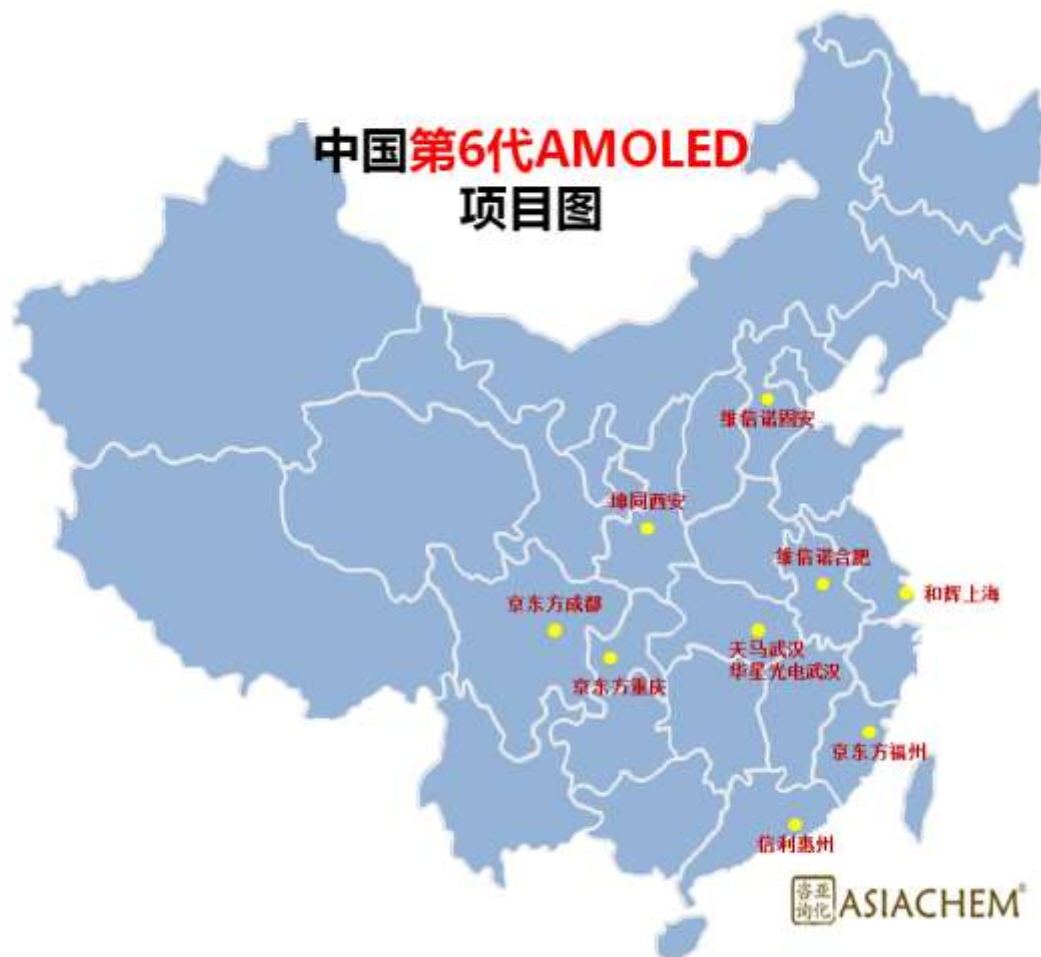 中国第6代AMOLED
项目图
维信诺固安
坤同西安
维信诺合肥
和辉上海
京东方成都
天马武汉
华星光电武汉
京东方重庆
京东方福州
信利惠州
亚化咨询
ASIACHEM®